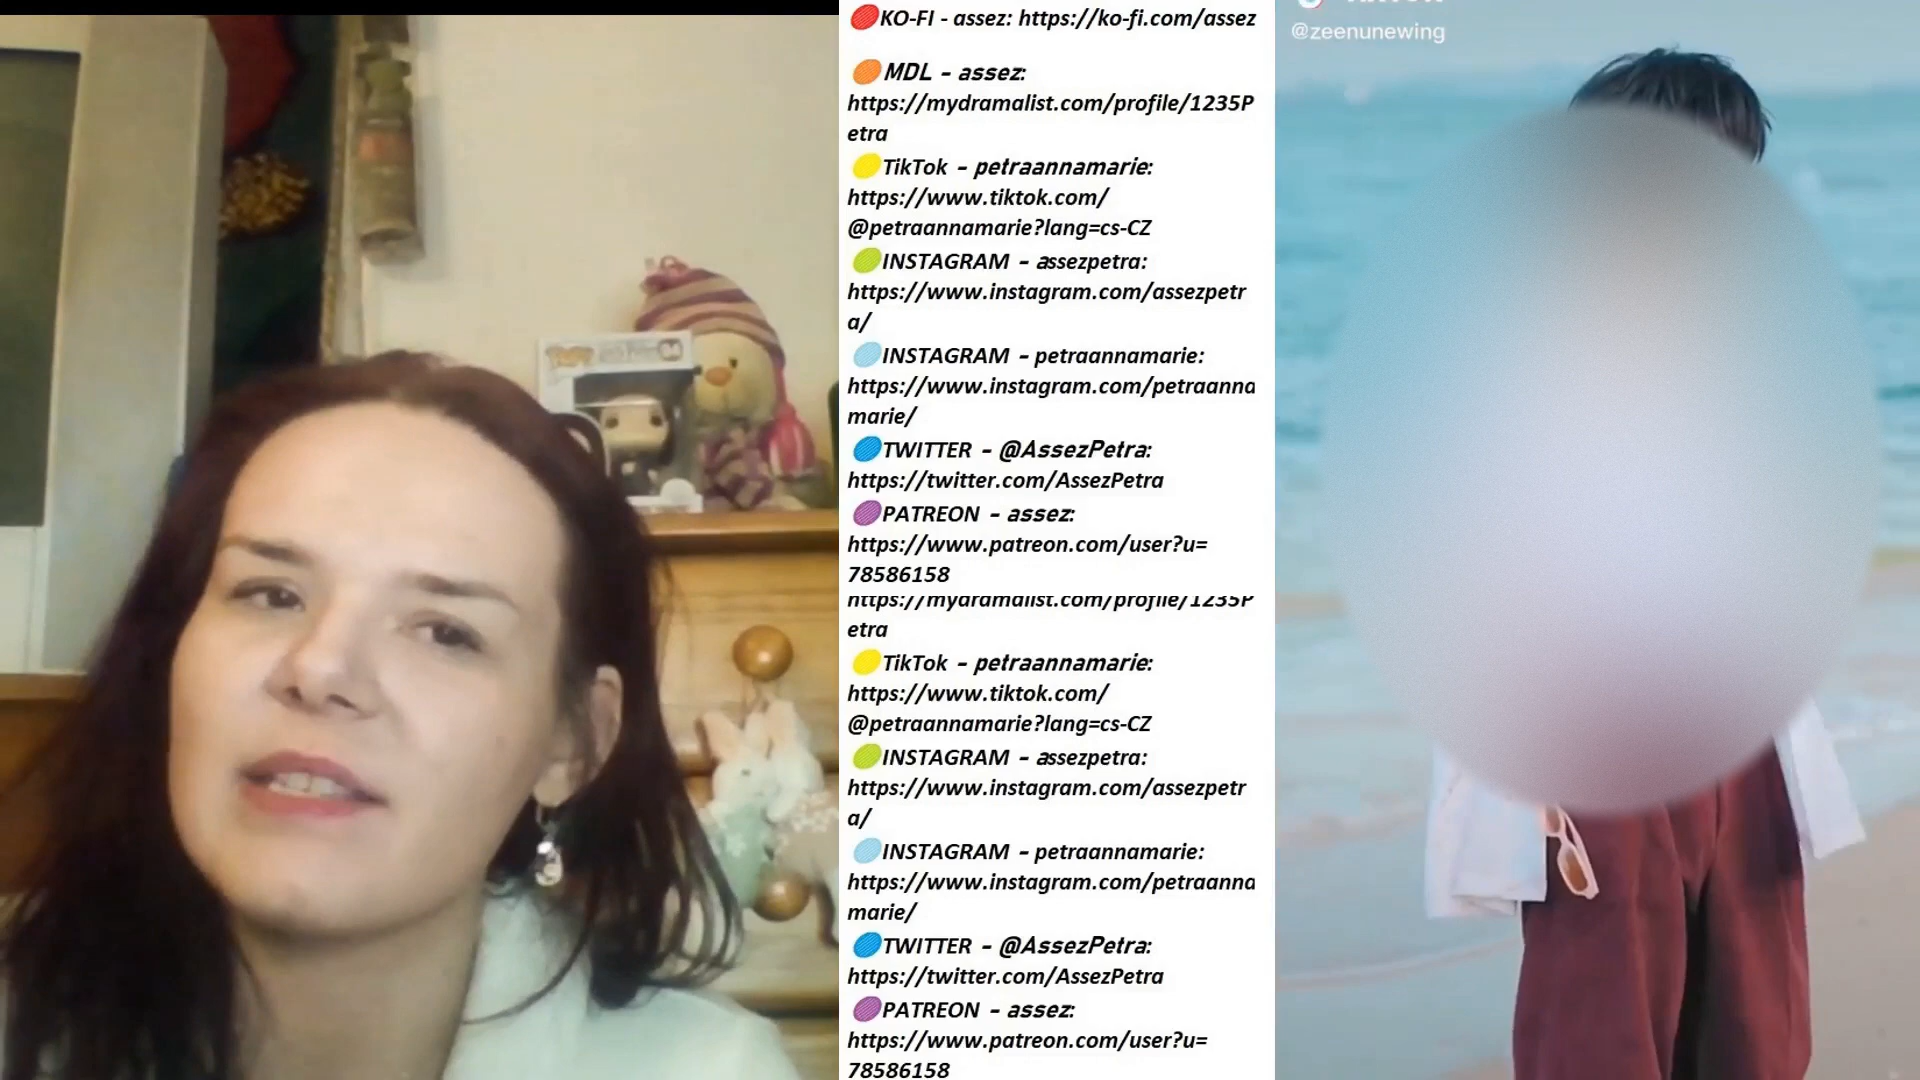 KO-FI - assez: https://ko-fi.com/assez
MDL - assez:
https://mydramalist.com/profile/1235P
etra
TikTok - petraannamarie:
https://www.tiktok.com/
@petraannamarie?lang=cs-CZ
INSTAGRAM - assezpetra:
https://www.instagram.com/assezpetr
a/
INSTAGRAM - petraannamarie:
https://www.instagram.com/petraanna
marie/
TWITTER - @AssezPetra:
https://twitter.com/AssezPetra
PATREON - assez:
https://www.patreon.com/user?u=
78586158
https://mydramalist.com/profile/1235P
etra
TikTok - petraannamarie:
https://www.tiktok.com/
@petraannamarie?lang=cs-CZ
INSTAGRAM - assezpetra:
https://www.instagram.com/assezpetr
a/
INSTAGRAM - petraannamarie:
https://www.instagram.com/petraanna
marie/
TWITTER - @AssezPetra:
https://twitter.com/AssezPetra
PATREON - assez:
https://www.patreon.com/user?u=
78586158
@zeenunewing